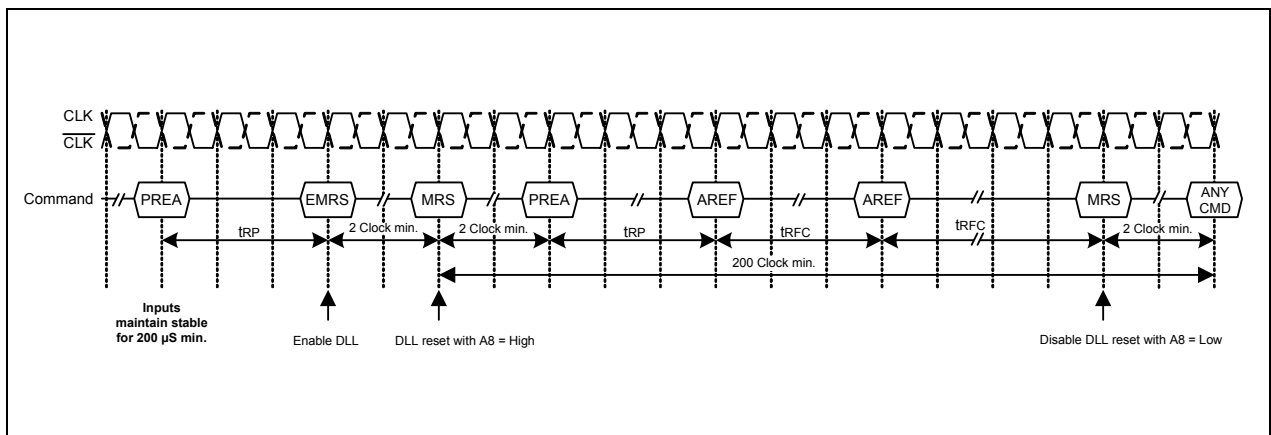 CLK
CLK
Command
PREA
EMRS
MRS
PREA
AREF
AREF
MRS
ANY
CMD
tRP
2 Clock min.
2 Clock min.
tRP
tRFC
tRFC
2 Clock min.
200 Clock min.
Inputs
maintain stable
for 200 µS min.
Enable DLL
DLL reset with A8 = High
Disable DLL reset with A8 = Low